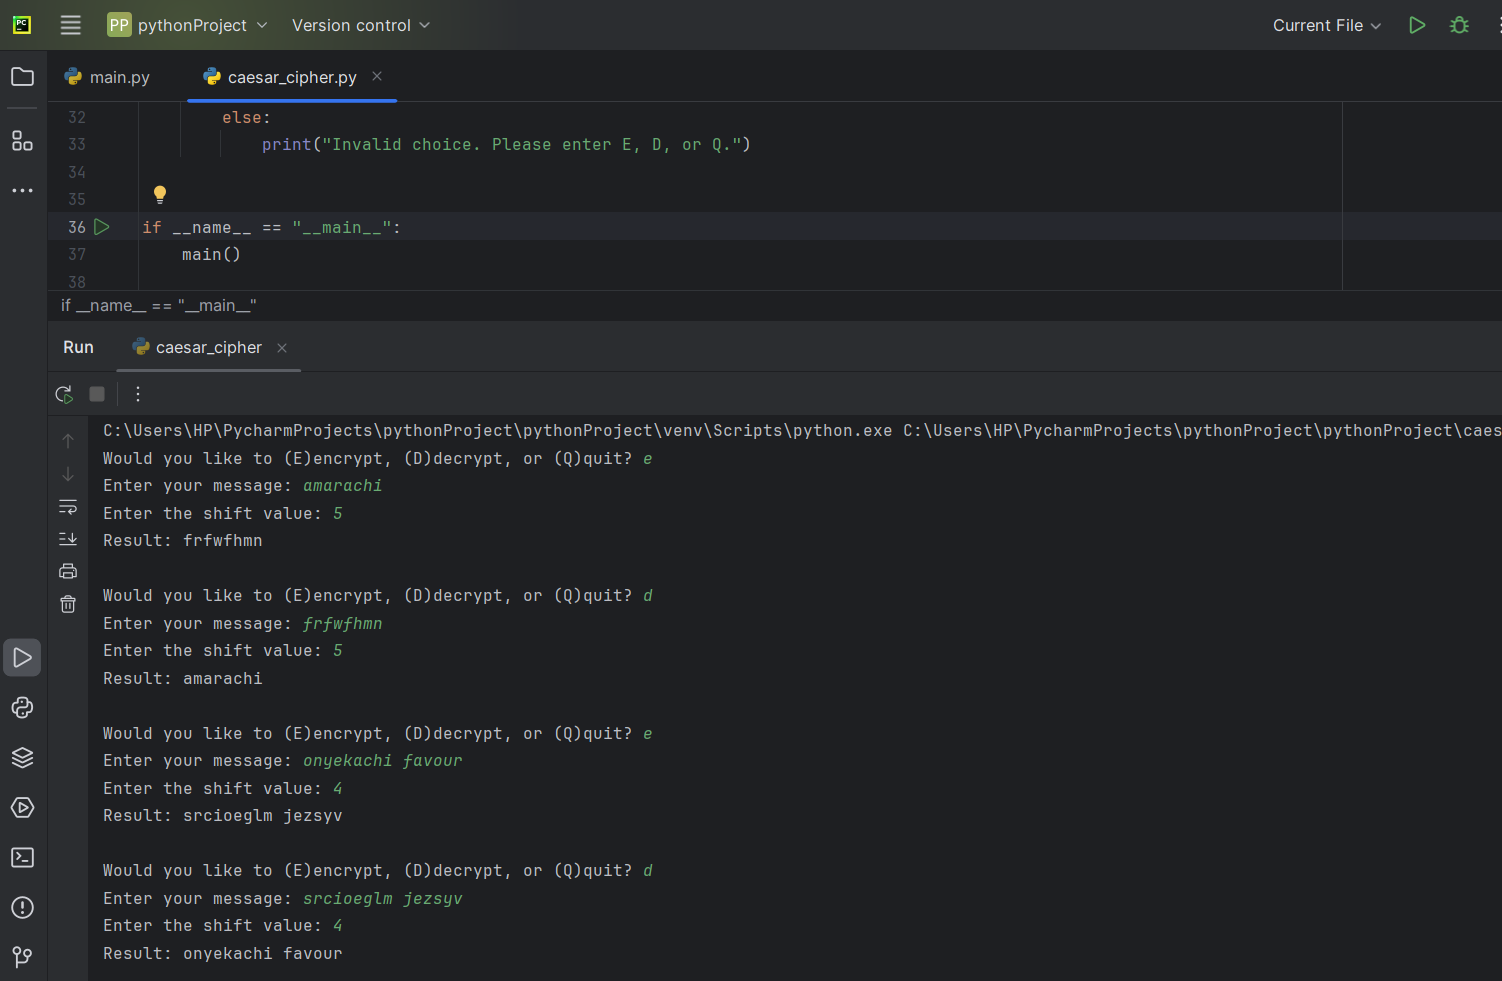 PC
PP pythonProject Version control Current File
main.py caesar_cipher.py
32 else:
33 print("Invalid choice. Please enter E, D, or Q.")
34
35
36 if __name__ == "__main__":
37 main()
38
if __name__ == "__main__"
Run caesar_cipher
C:\Users\HP\PycharmProjects\pythonProject\pythonProject\venv\Scripts\python.exe C:\Users\HP\PycharmProjects\pythonProject\pythonProject\caes
Would you like to (E)encrypt, (D)decrypt, or (Q)quit? e
Enter your message: amarachi
Enter the shift value: 5
Result: frfwfhmn
Would you like to (E)encrypt, (D)decrypt, or (Q)quit? d
Enter your message: frfwfhmn
Enter the shift value: 5
Result: amarachi
Would you like to (E)encrypt, (D)decrypt, or (Q)quit? e
Enter your message: onyekachi favour
Enter the shift value: 4
Result: srcioeglm jezsyv
Would you like to (E)encrypt, (D)decrypt, or (Q)quit? d
Enter your message: srcioeglm jezsyv
Enter the shift value: 4
Result: onyekachi favour